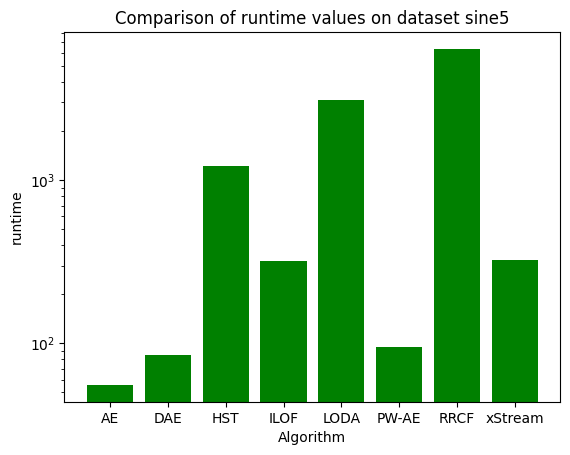 Comparison of runtime values on dataset sine5
runtime
10^3
10^2
AE DAE HST ILOF LODA PW-AE RRCF xStream
Algorithm